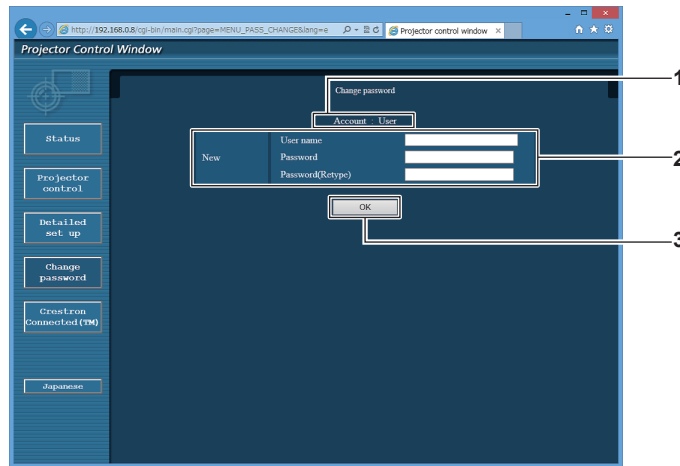 http://192.168.0.8/cgi-bin/main.cgi?page=MENU_PASS_CHANGE&lang=e
Projector control window
Projector Control Window
Change password
1
Account : User
Status
New
User name
Password
Password(Retype)
2
Projector
control
OK
Detailed
set up
3
Change
password
Crestron
Connected(TM)
Japanese